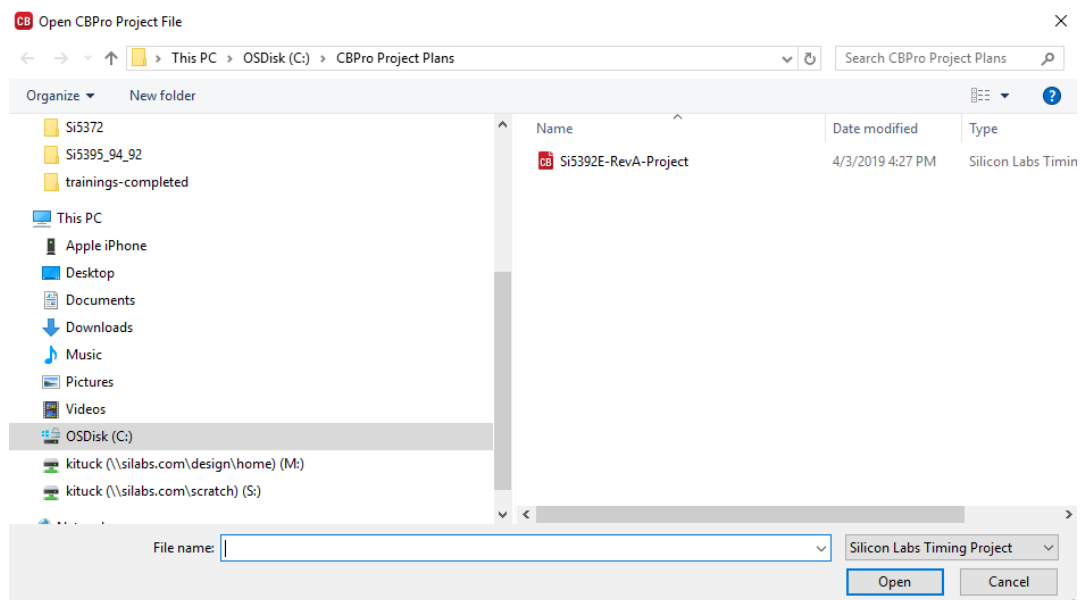 CB Open CBPro Project File
This PC > OSDisk (C:) > CBPro Project Plans
Search CBPro Project Plans
Organize
New folder
?
Si5372
Si5395_94_92
trainings-completed
This PC
Apple iPhone
Desktop
Documents
Downloads
Music
Pictures
Videos
OSDisk (C:)
kituck (\\silabs.com\design\home) (M:)
kituck (\\silabs.com\scratch) (S:)
Name Date modified Type
CB Si5392E-RevA-Project 4/3/2019 4:27 PM Silicon Labs Timin
File name:
Silicon Labs Timing Project
Open Cancel